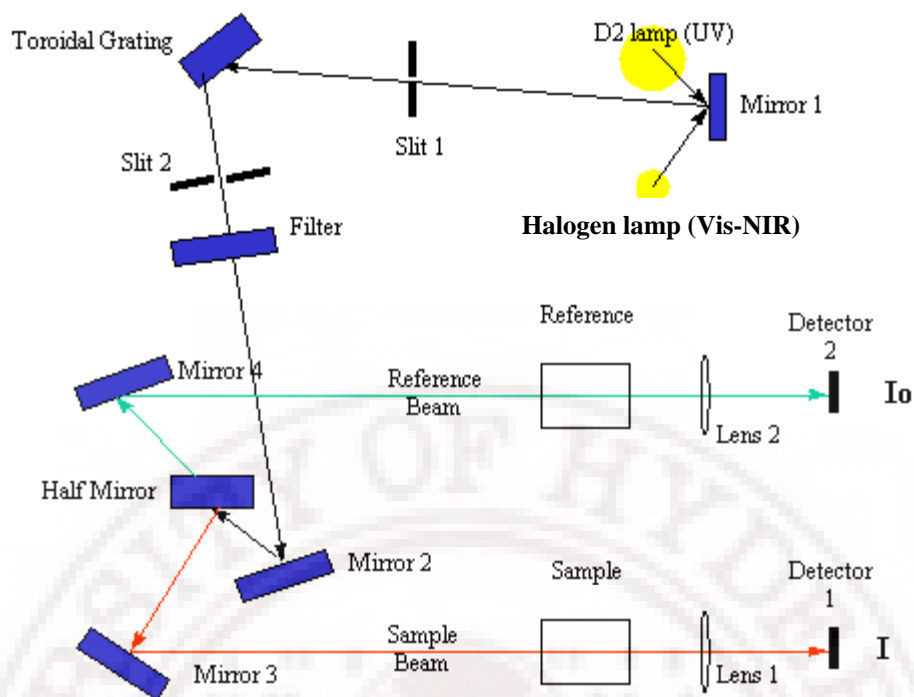 Toroidal Grating
D2 lamp (UV)
Mirror 1
Slit 1
Slit 2
Halogen lamp (Vis-NIR)
Filter
Reference
Detector
2
Mirror 4
Reference
Beam
Io
Lens 2
Half Mirror
Mirror 2
Sample
Detector
1
Sample
Beam
I
Mirror 3
Lens 1
OF HYDE